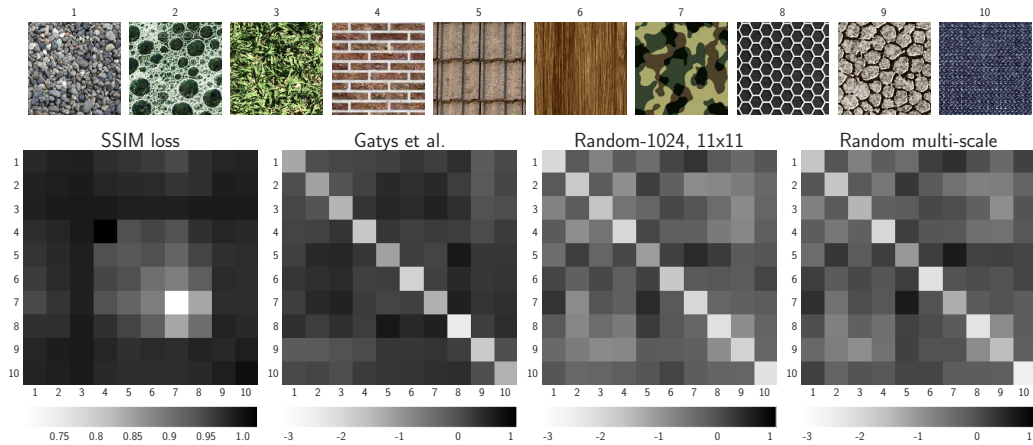 1 2 3 4 5 6 7 8 9 10
SSIM loss Gatys et al. Random-1024, 11x11 Random multi-scale
1 1 1 1
2 2 2 2
3 3 3 3
4 4 4 4
5 5 5 5
6 6 6 6
7 7 7 7
8 8 8 8
9 9 9 9
10 10 10 10
1 2 3 4 5 6 7 8 9 10 1 2 3 4 5 6 7 8 9 10 1 2 3 4 5 6 7 8 9 10 1 2 3 4 5 6 7 8 9 10
0.75 0.8 0.85 0.9 0.95 1.0 -3 -2 -1 0 1 -3 -2 -1 0 1 -3 -2 -1 0 1